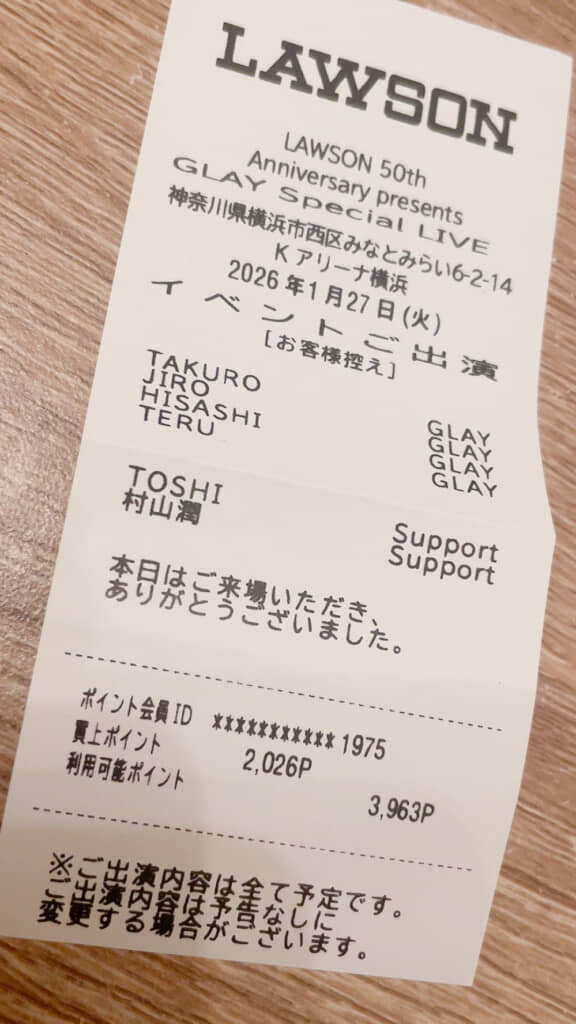 LAWSON
LAWSON 50th
Anniversary presents
GLAY Special LIVE
神奈川県横浜市西区みなとみらい6-2-14
Kアリーナ横浜
2026年1月27日(火)
イベントご出演
[お客様控え]
TAKURO GLAY
JIRO GLAY
HISASHI GLAY
TERU GLAY
TOSHI Support
村山潤 Support
本日はご来場いただき、
ありがとうございました。
ポイント会員ID ***********1975
買上ポイント 2,026P
利用可能ポイント 3,963P
※ご出演内容は全て予定です。
ご出演内容は予告なしに
変更する場合がございます。